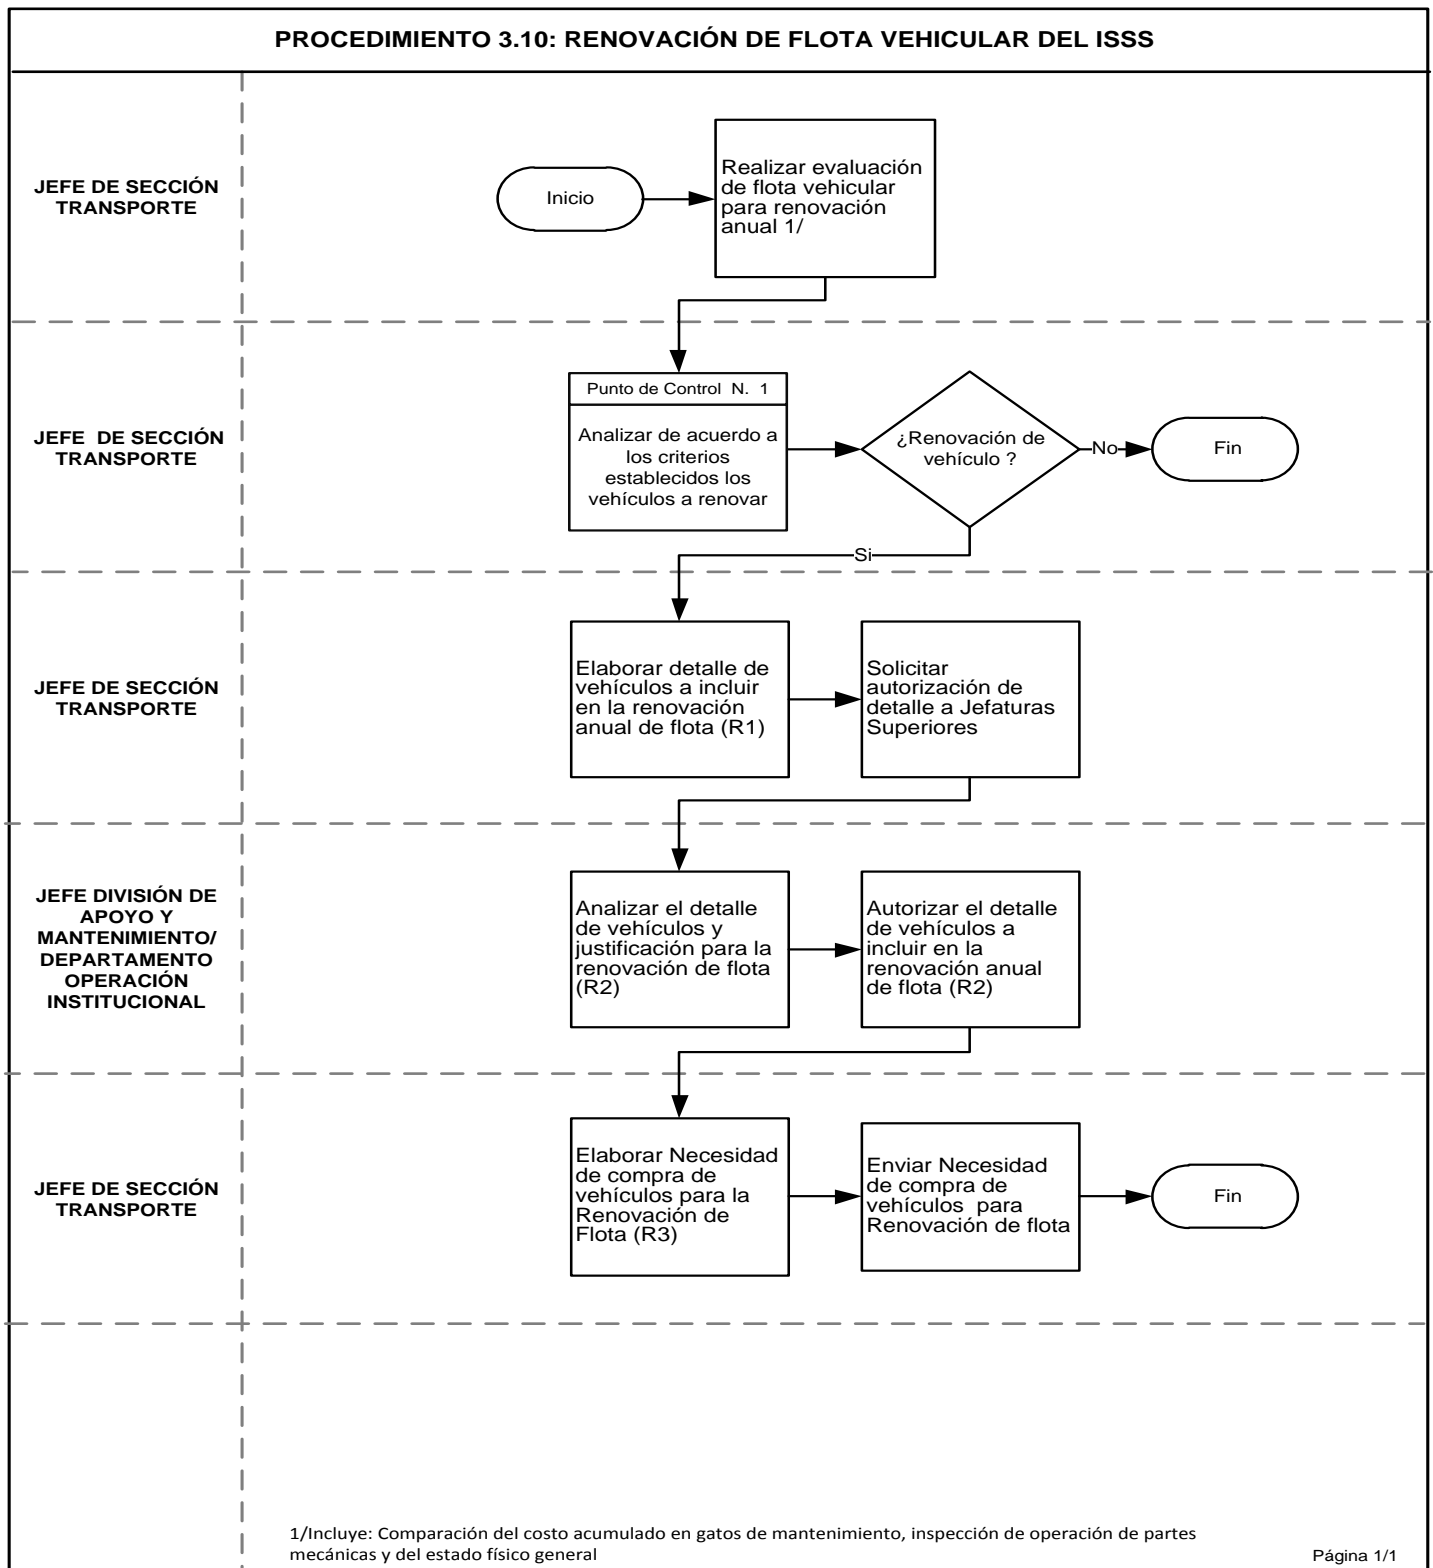 PROCEDIMIENTO 3.10: RENOVACIÓN DE FLOTA VEHICULAR DEL ISSS
JEFE DE SECCIÓN
TRANSPORTE
Inicio
Realizar evaluación
de flota vehicular
para renovación
anual 1/
JEFE DE SECCIÓN
TRANSPORTE
Punto de Control N. 1
Analizar de acuerdo a
los criterios
establecidos los
vehículos a renovar
¿Renovación de
vehículo ?
No
Fin
Si
JEFE DE SECCIÓN
TRANSPORTE
Elaborar detalle de
vehículos a incluir
en la renovación
anual de flota (R1)
Solicitar
autorización de
detalle a Jefaturas
Superiores
JEFE DIVISIÓN DE
APOYO Y
MANTENIMIENTO/
DEPARTAMENTO
OPERACIÓN
INSTITUCIONAL
Analizar el detalle
de vehículos y
justificación para la
renovación de flota
(R2)
Autorizar el detalle
de vehículos a
incluir en la
renovación anual
de flota (R2)
JEFE DE SECCIÓN
TRANSPORTE
Elaborar Necesidad
de compra de
vehículos para la
Renovación de
Flota (R3)
Enviar Necesidad
de compra de
vehículos para
Renovación de flota
Fin
1/Incluye: Comparación del costo acumulado en gatos de mantenimiento, inspección de operación de partes
mecánicas y del estado físico general
Página 1/1